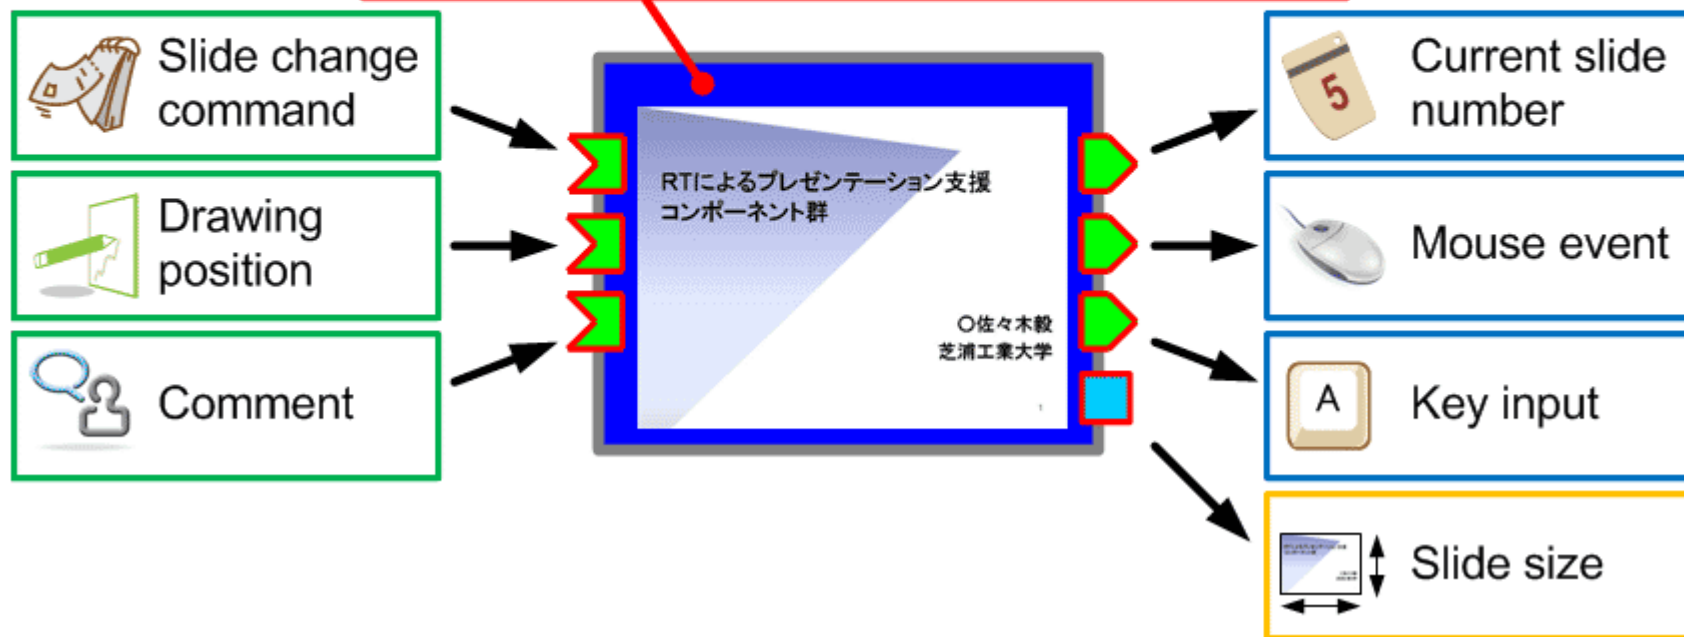 Slide change
command
Drawing
position
Comment
RTによるプレゼンテーション支援
コンポーネント群
〇佐々木毅
芝浦工業大学
1
5
Current slide
number
Mouse event
A
Key input
Slide size